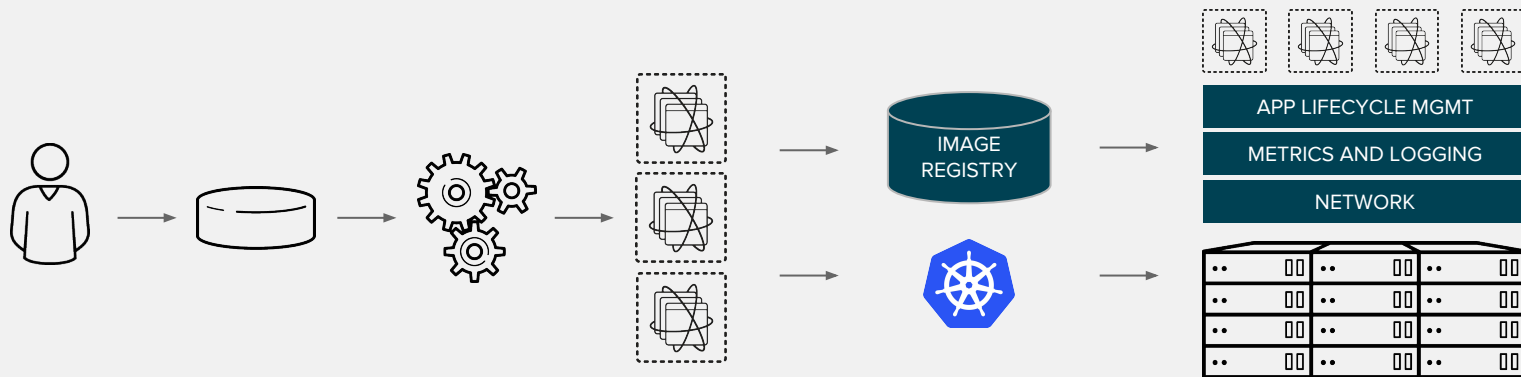 IMAGE
REGISTRY
APP LIFECYCLE MGMT
METRICS AND LOGGING
NETWORK